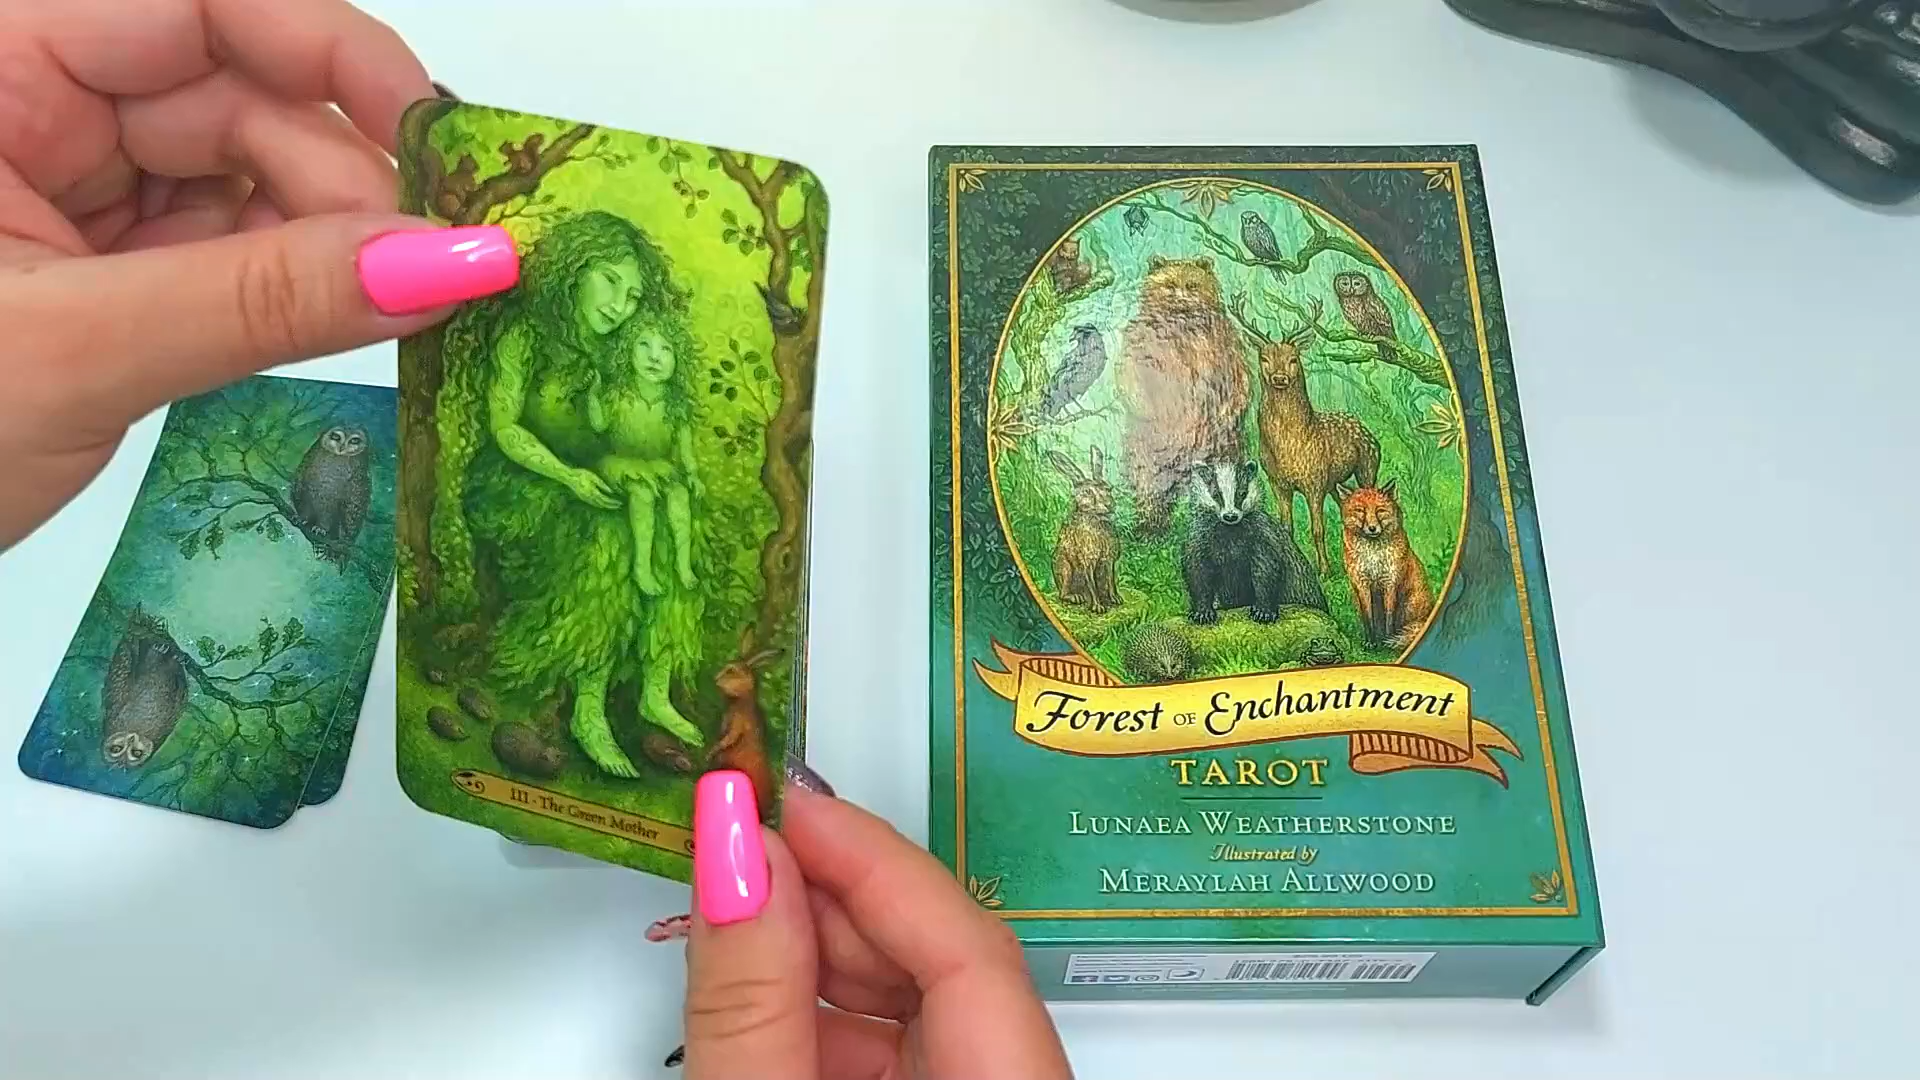 III - The Green Mother
Forest OF Enchantment
TAROT
LUNAEA WEATHERSTONE
Illustrated by
MERAYLAH ALLWOOD